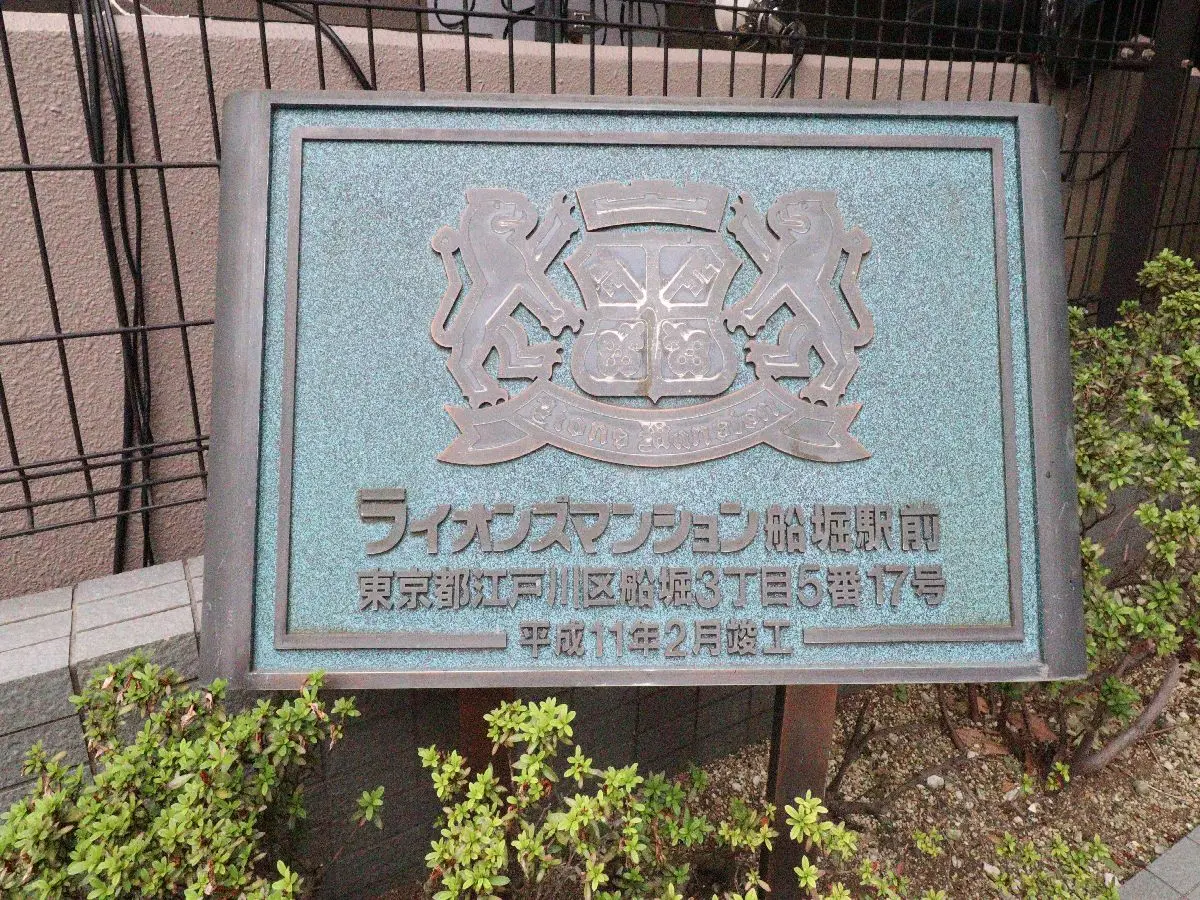 Lions Mansion
ライオンズマンション船堀駅前
東京都江戸川区船堀3丁目5番17号
平成11年2月竣工